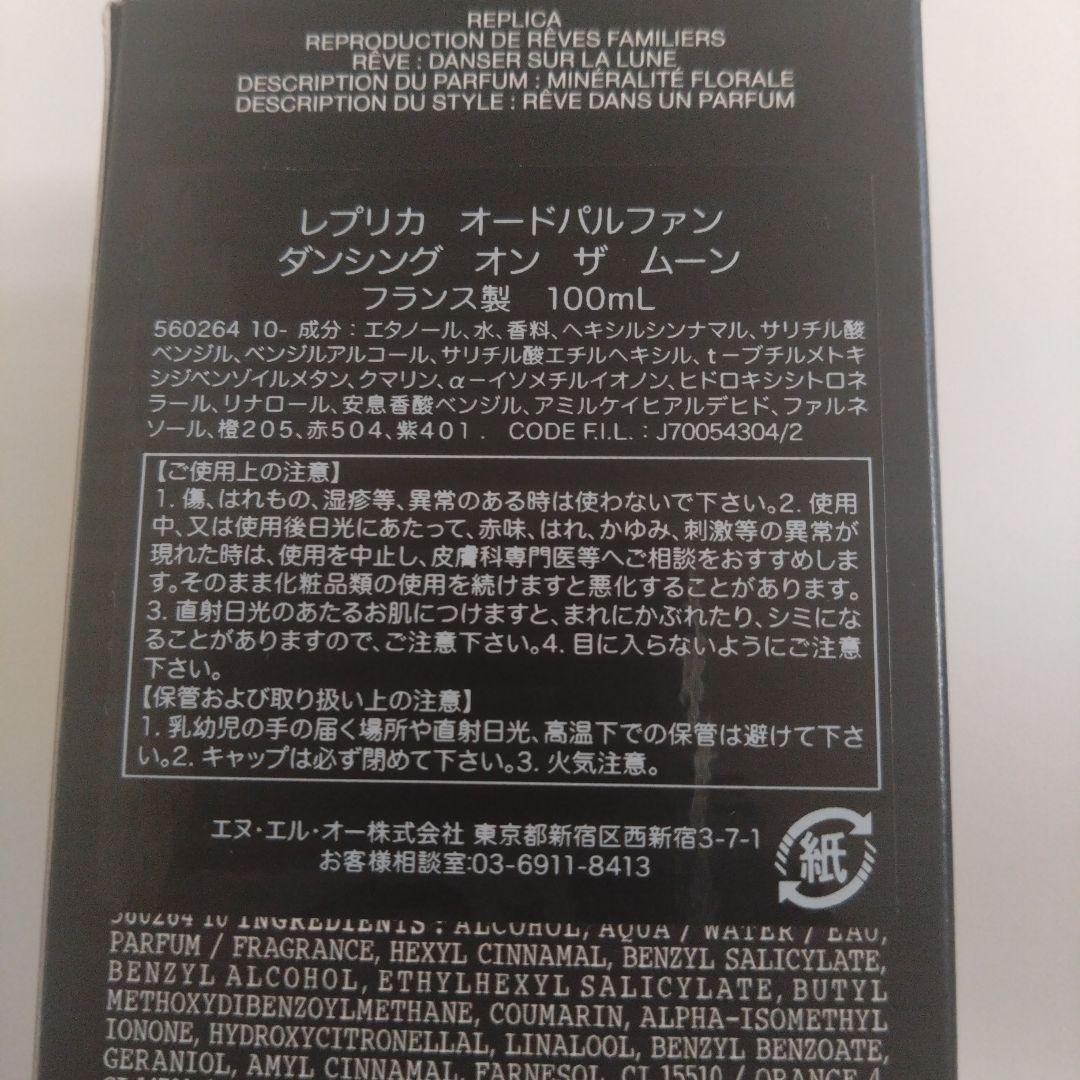 REPLICA
REPRODUCTION DE RÊVES FAMILIERS
RÊVE : DANSER SUR LA LUNE
DESCRIPTION DU PARFUM : MINÉRALITÉ FLORALE
DESCRIPTION DU STYLE : RÊVE DANS UN PARFUM
レプリカ オードパルファン
ダンシング オン ザ ムーン
フランス製 100mL
560264 10- 成分：エタノール、水、香料、ヘキシルシンナマル、サリチル酸
ベンジル、ベンジルアルコール、サリチル酸エチルヘキシル、t－ブチルメトキ
シジベンゾイルメタン、クマリン、α－イソメチルイオノン、ヒドロキシシトロネ
ラール、リナロール、安息香酸ベンジル、アミルケイヒアルデヒド、ファルネ
ソール、橙205、赤504、紫401． CODE F.I.L.：J70054304/2
【ご使用上の注意】
1. 傷、はれもの、湿疹等、異常のある時は使わないで下さい。2. 使用
中、又は使用後日光にあたって、赤味、はれ、かゆみ、刺激等の異常が
現れた時は、使用を中止し、皮膚科専門医等へご相談をおすすめしま
す。そのまま化粧品類の使用を続けますと悪化することがあります。
3. 直射日光のあたるお肌につけますと、まれにかぶれたり、シミにな
ることがありますので、ご注意下さい。4. 目に入らないようにご注意
下さい。
【保管および取り扱い上の注意】
1. 乳幼児の手の届く場所や直射日光、高温下での保管は避けて下さ
い。2. キャップは必ず閉めて下さい。3. 火気注意。
エヌ・エル・オー株式会社 東京都新宿区西新宿3-7-1
お客様相談室:03-6911-8413
紙
560264 10 INGREDIENTS : ALCOHOL, AQUA / WATER / EAU,
PARFUM / FRAGRANCE, HEXYL CINNAMAL, BENZYL SALICYLATE,
BENZYL ALCOHOL, ETHYLHEXYL SALICYLATE, BUTYL
METHOXYDIBENZOYLMETHANE, COUMARIN, ALPHA-ISOMETHYL
IONONE, HYDROXYCITRONELLAL, LINALOOL, BENZYL BENZOATE,
GERANIOL, AMYL CINNAMAL, FARNESOL, CI 15510 / ORANGE 4,